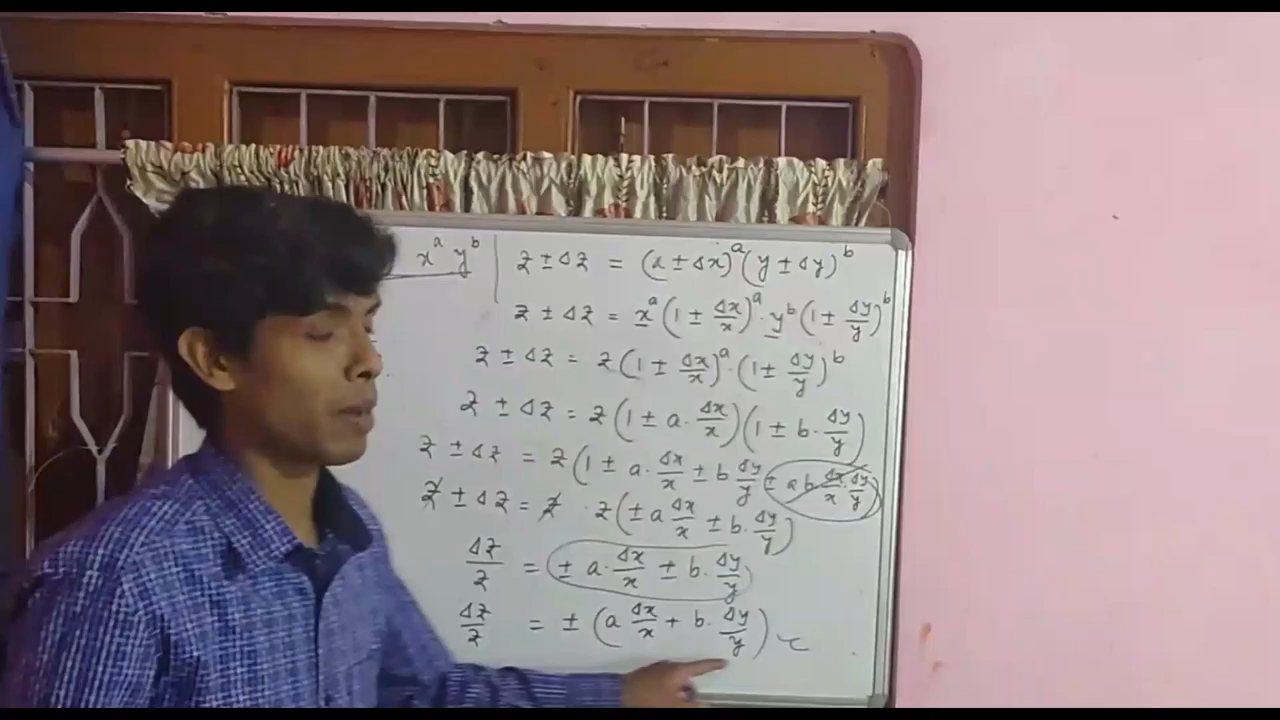 x^a y^b
z ± Δz = (a ± Δx)^a (y ± Δy)^b
z ± Δz = x^a (1 ± Δx/x)^a · y^b (1 ± Δy/y)^b
z ± Δz = z (1 ± Δx/x)^a · (1 ± Δy/y)^b
z ± Δz = z (1 ± a · Δx/x) (1 ± b · Δy/y)
z ± Δz = z (1 ± a · Δx/x ± b Δy/y ± ab Δx/x · Δy/y)
z ± Δz = z · z (± a Δx/x ± b · Δy/y)
Δz/z = ± a · Δx/x ± b · Δy/y
Δz/z = ± (a Δx/x + b · Δy/y)